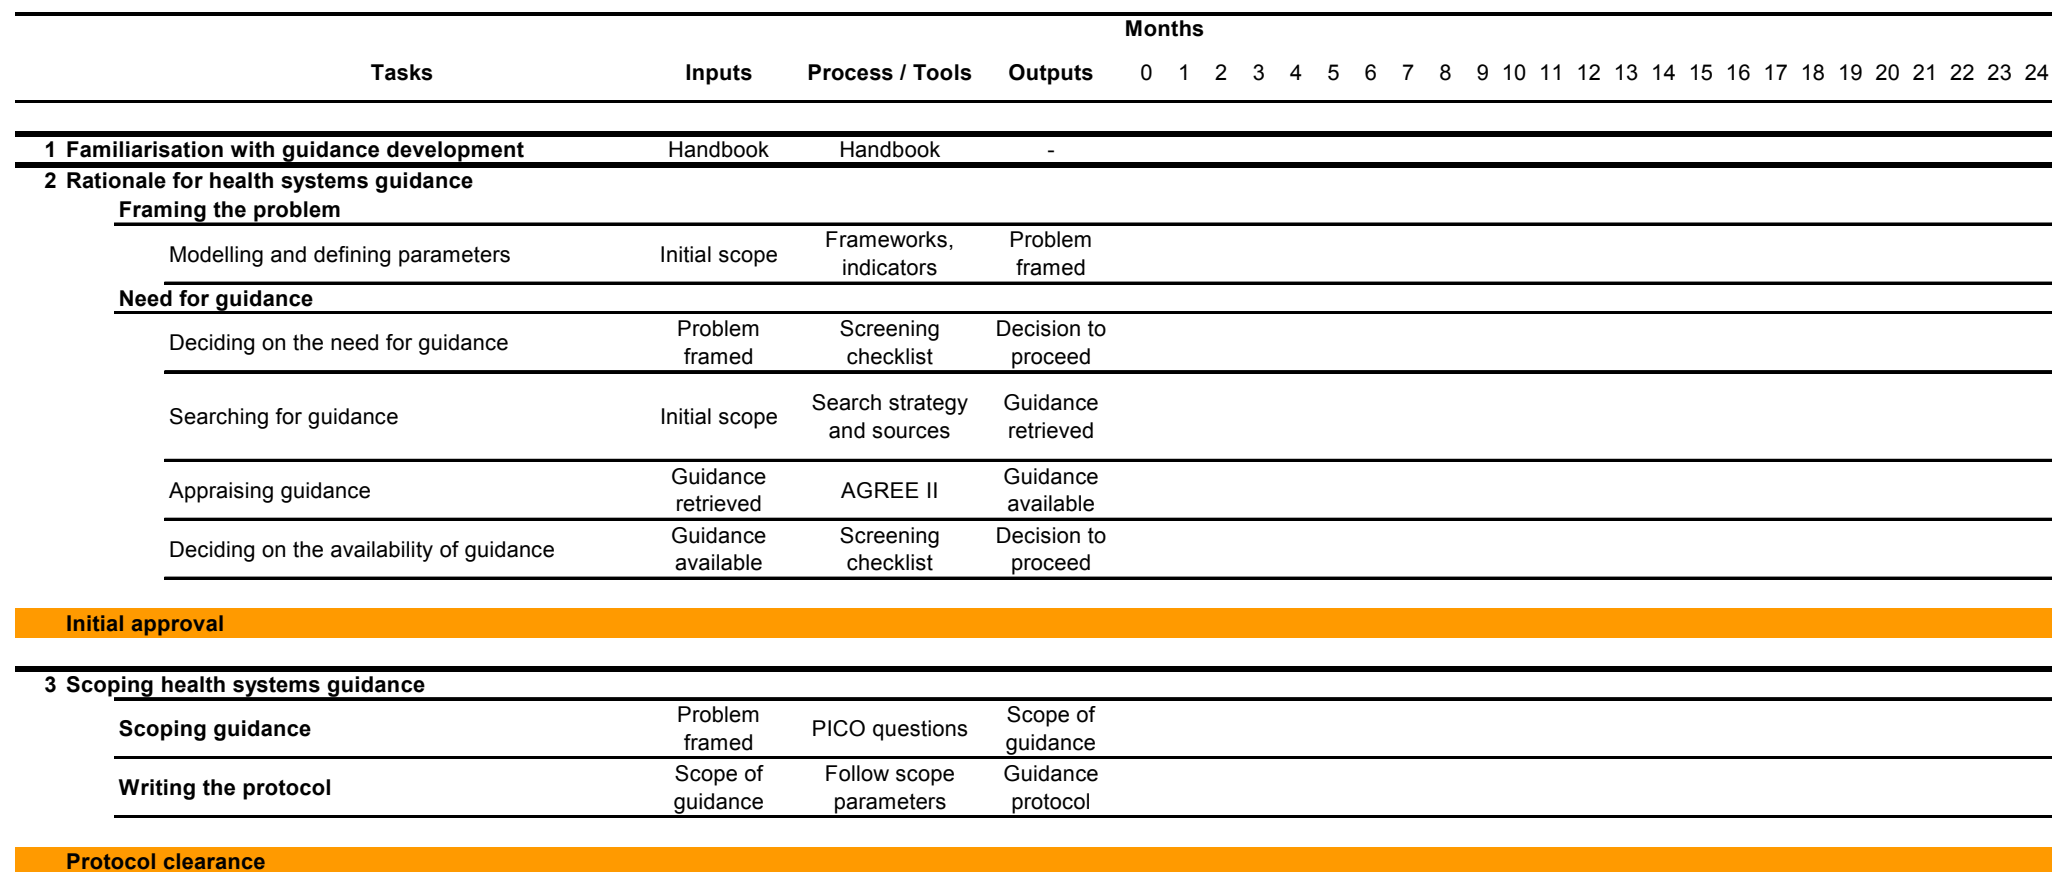 Months
Tasks Inputs Process / Tools Outputs 0 1 2 3 4 5 6 7 8 9 10 11 12 13 14 15 16 17 18 19 20 21 22 23 24
1 Familiarisation with guidance development Handbook Handbook -
2 Rationale for health systems guidance
Framing the problem
Modelling and defining parameters Initial scope Frameworks, indicators Problem framed
Need for guidance
Deciding on the need for guidance Problem framed Screening checklist Decision to proceed
Searching for guidance Initial scope Search strategy and sources Guidance retrieved
Appraising guidance Guidance retrieved AGREE II Guidance available
Deciding on the availability of guidance Guidance available Screening checklist Decision to proceed
Initial approval
3 Scoping health systems guidance
Scoping guidance Problem framed PICO questions Scope of guidance
Writing the protocol Scope of guidance Follow scope parameters Guidance protocol
Protocol clearance